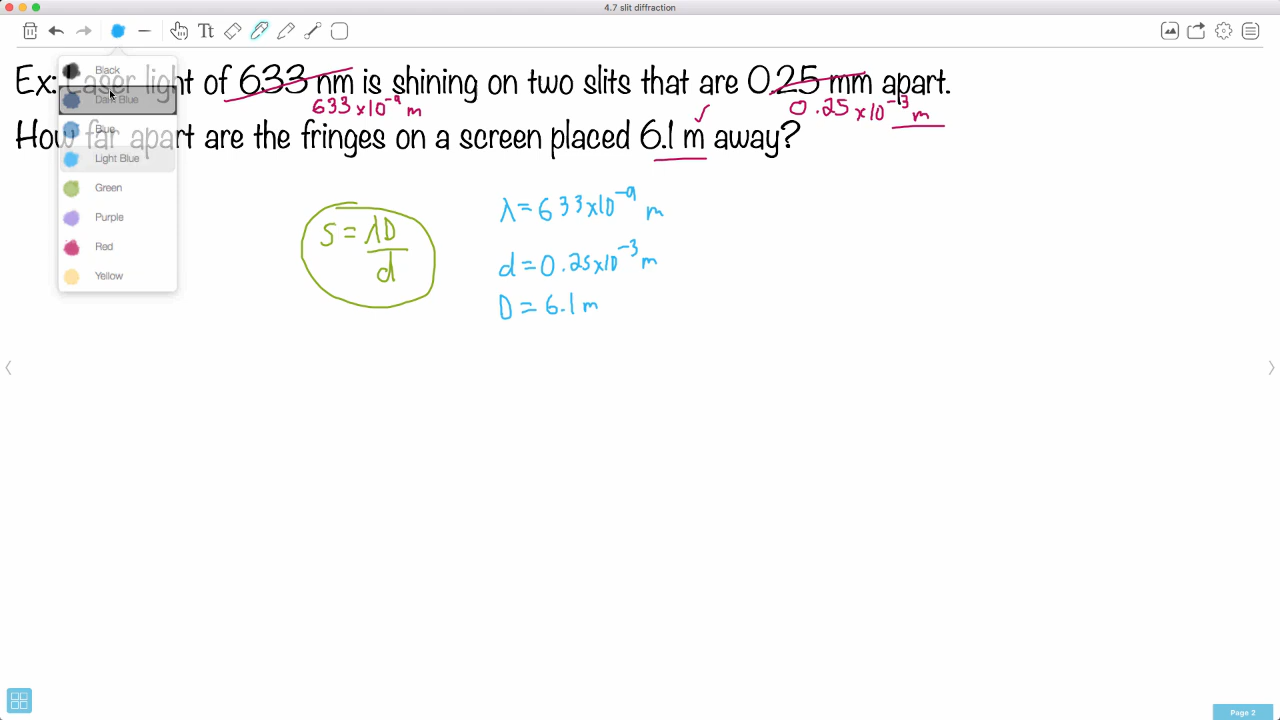 4.7 slit diffraction
Tt
Black
Dark Blue
Blue
Light Blue
Green
Purple
Red
Yellow
Ex: Laser light of 633 nm is shining on two slits that are 0.25 mm apart.
633×10⁻⁹ m 0.25×10⁻³ m
How far apart are the fringes on a screen placed 6.1 m away?
S = λD/d
λ = 633×10⁻⁹ m
d = 0.25×10⁻³ m
D = 6.1 m
Page 2